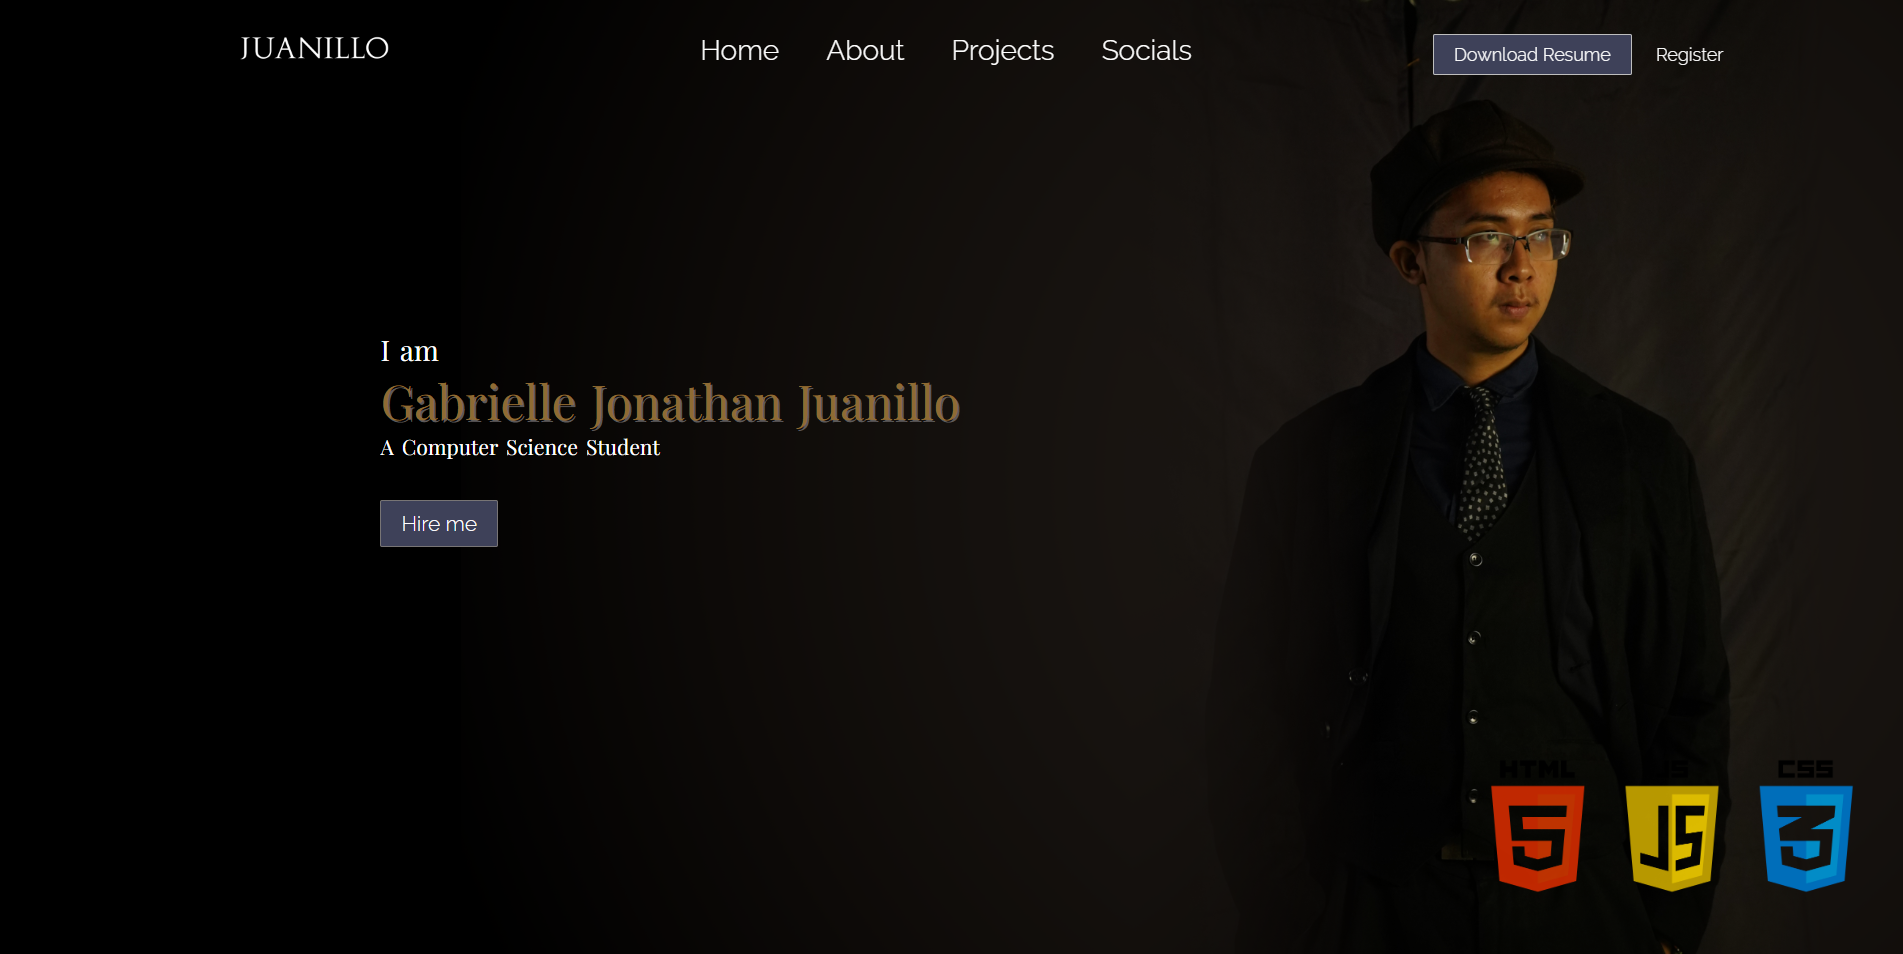 JUANILLO
Home About Projects Socials
Download Resume Register
I am
Gabrielle Jonathan Juanillo
A Computer Science Student
Hire me
HTML JS CSS
5 JS 3